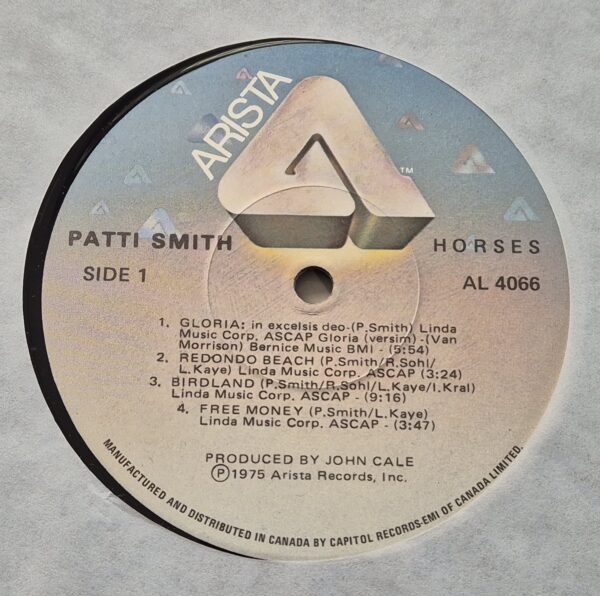 ARISTA
TM
PATTI SMITH
HORSES
SIDE 1
AL 4066
1. GLORIA: in excelsis deo-(P.Smith) Linda
Music Corp. ASCAP Gloria (versim) -(Van
Morrison) Bernice Music BMI - (5:54)
2. REDONDO BEACH (P.Smith/R.Sohl/
L.Kaye) Linda Music Corp. ASCAP (3:24)
3. BIRDLAND (P.Smith/R.Sohl/L.Kaye/I.Kral)
Linda Music Corp. ASCAP - (9:16)
4. FREE MONEY (P.Smith/L.Kaye)
Linda Music Corp. ASCAP - (3:47)
PRODUCED BY JOHN CALE
Ⓟ1975 Arista Records, Inc.
MANUFACTURED AND DISTRIBUTED IN CANADA BY CAPITOL RECORDS-EMI OF CANADA LIMITED.